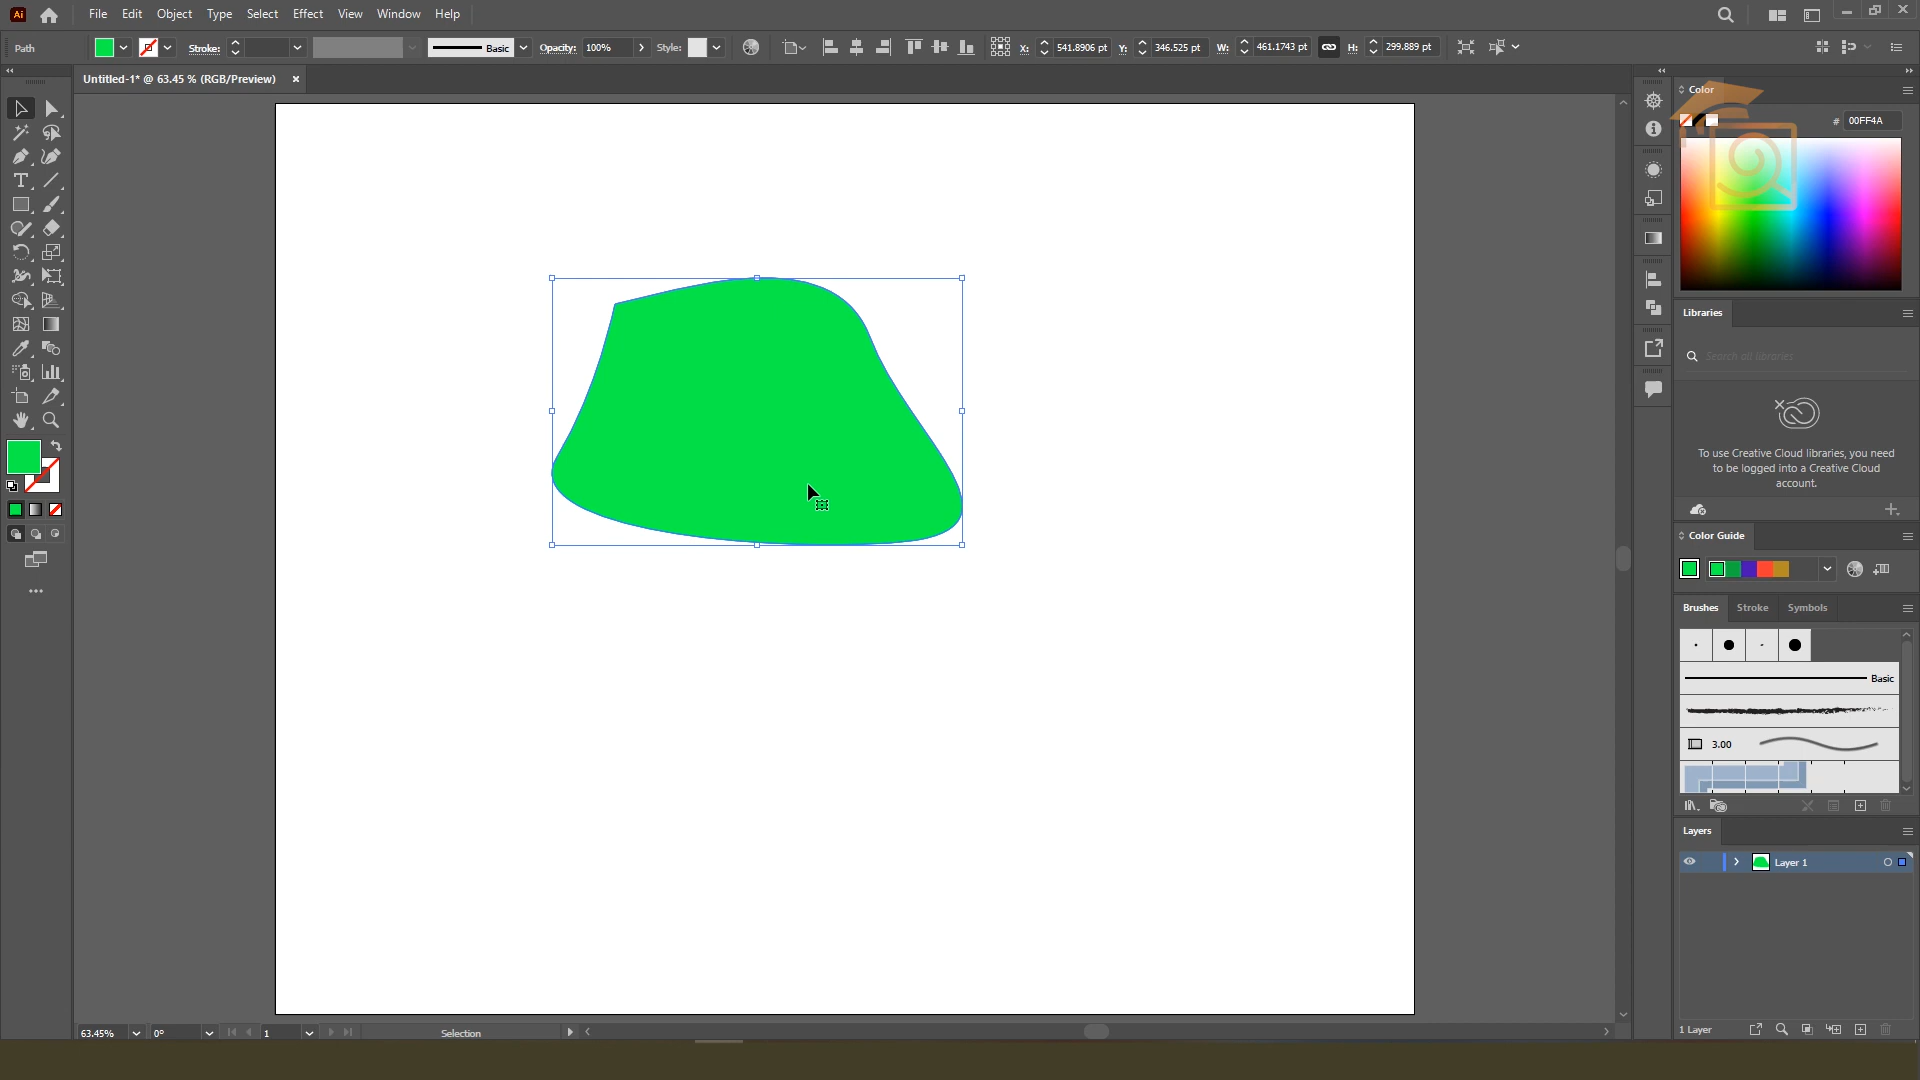 Ai File Edit Object Type Select Effect View Window Help
Path Stroke: Basic Opacity: 100% Style: X: 541.8906 pt Y: 346.525 pt W: 461.1743 pt H: 299.889 pt
Untitled-1* @ 63.45 % (RGB/Preview) ×
Color
# 00FF4A
Libraries
Search all libraries
To use Creative Cloud libraries, you need
to be logged into a Creative Cloud
account.
Color Guide
Brushes Stroke Symbols
Basic
3.00
Layers
Layer 1
63.45% 0° 1 Selection
1 Layer